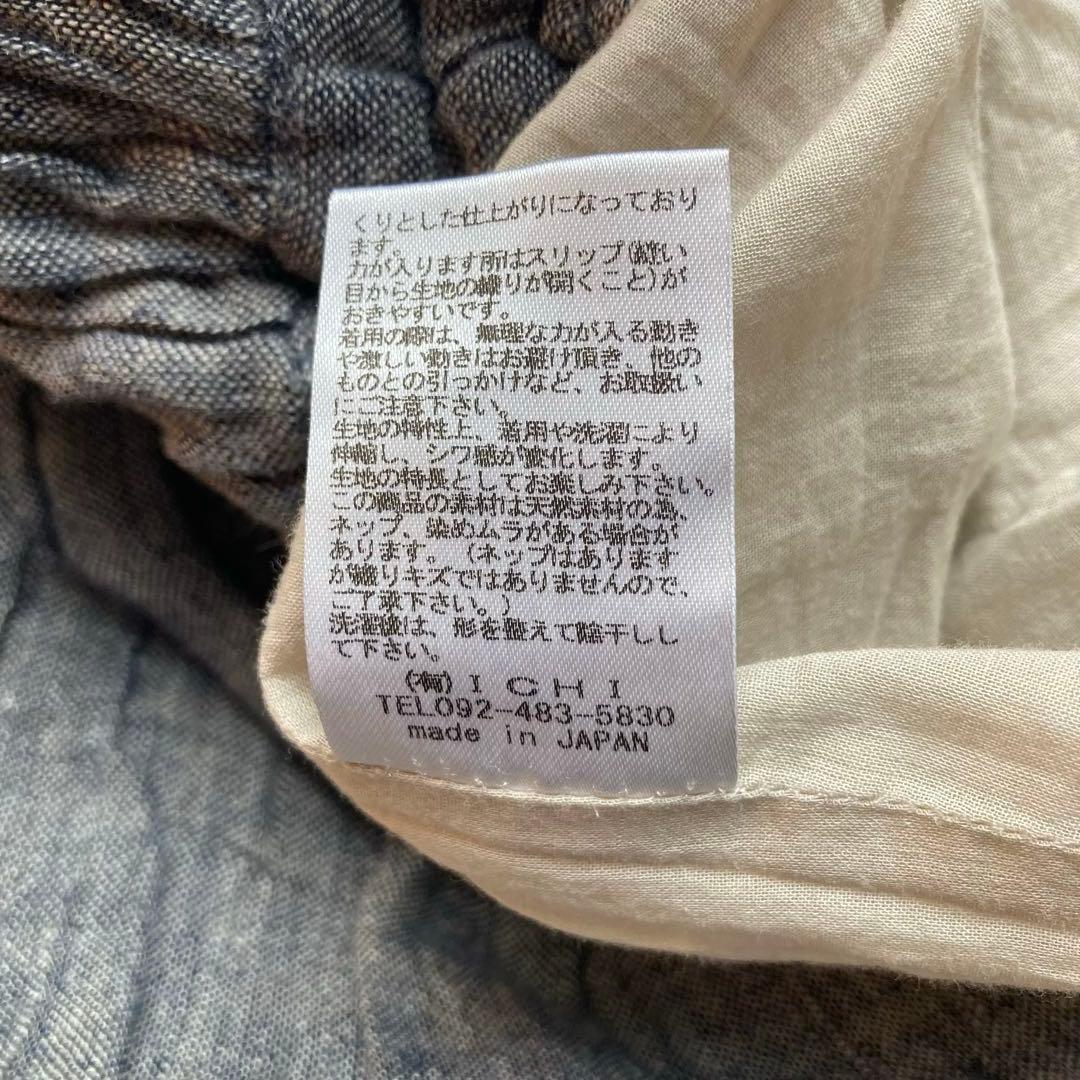 くりとした仕上がりになっており
ます。
力が入ります所はスリップ(縫い
目から生地の織りが開くこと)が
おきやすいです。
着用の際は、無理な力が入る動き
や激しい動きはお避け頂き、他の
ものとの引っかけなど、お取扱い
にご注意下さい。
生地の特性上、着用や洗濯により
伸縮し、シワ感が変化します。
生地の特長としてお楽しみ下さい。
この商品の素材は天然素材の為、
ネップ、染めムラがある場合が
あります。(ネップはあります
が織りキズではありませんので、
ご了承下さい。)
洗濯後は、形を整えて陰干しし
て下さい。
(有)ICHI
TEL092-483-5830
made in JAPAN